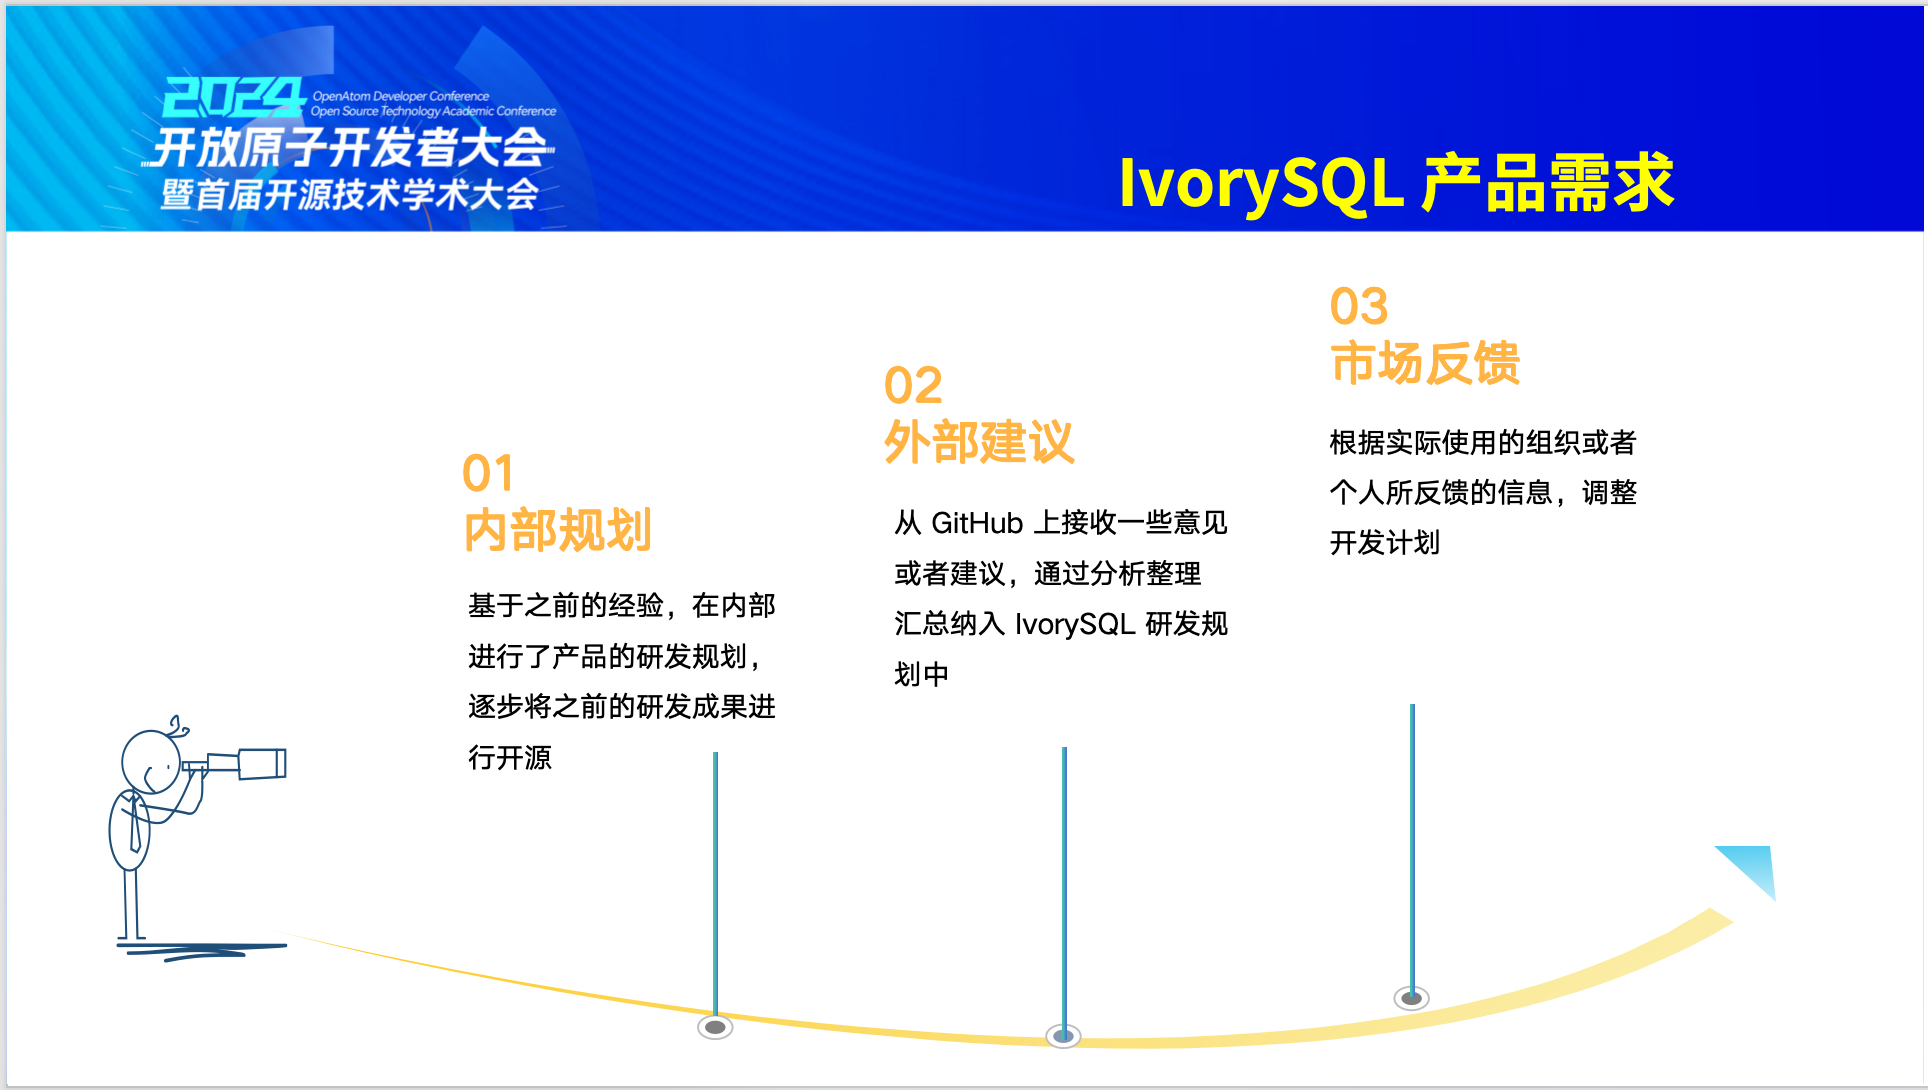 2024
OpenAtom Developer Conference
Open Source Technology Academic Conference
开放原子开发者大会
暨首届开源技术学术大会
IvorySQL 产品需求
01
内部规划
基于之前的经验，在内部
进行了产品的研发规划，
逐步将之前的研发成果进
行开源
02
外部建议
从 GitHub 上接收一些意见
或者建议，通过分析整理
汇总纳入 IvorySQL 研发规
划中
03
市场反馈
根据实际使用的组织或者
个人所反馈的信息，调整
开发计划